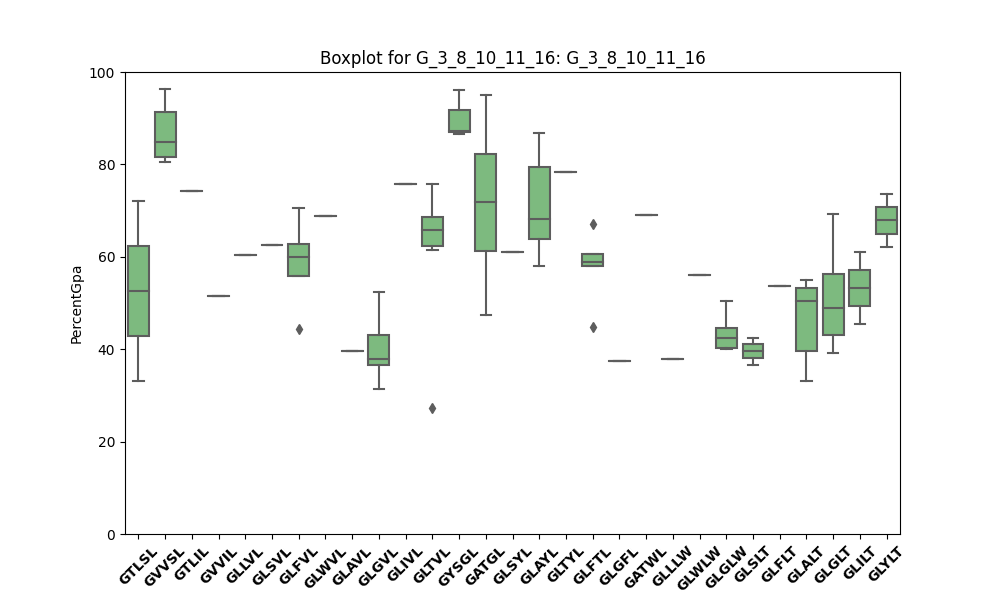 Boxplot for G_3_8_10_11_16: G_3_8_10_11_16
100
80
60
40
20
0
PercentGpa
GTLSL GVVSL GTLIL GVVIL GLLVL GLSVL GLFVL GLWVL GLAVL GLGVL GLIVL GLTVL GYSGL GATGL GLSYL GLAYL GLTYL GLFTL GLGFL GATWL GLLLW GLWLW GLGLW GLSLT GLFLT GLALT GLGLT GLILT GLYLT